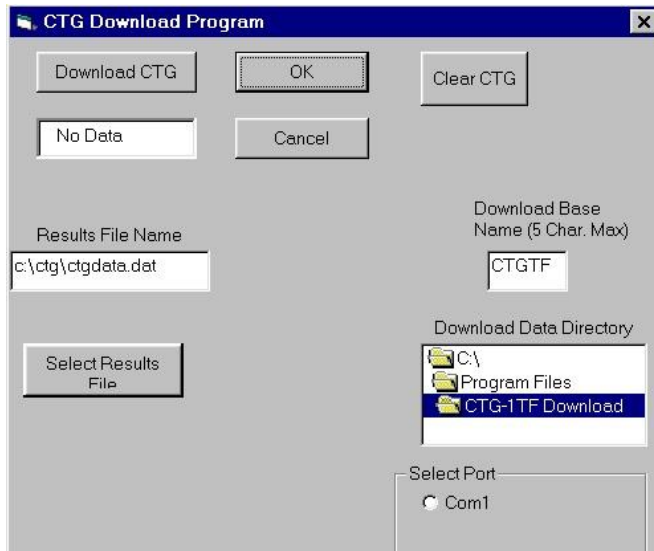 CTG Download Program
Download CTG
OK
Clear CTG
No Data
Cancel
Download Base
Name (5 Char. Max)
Results File Name
c:\ctg\ctgdata.dat
CTGTF
Download Data Directory
C:\
Program Files
CTG-1TF Download
Select Results
File
Select Port
Com1